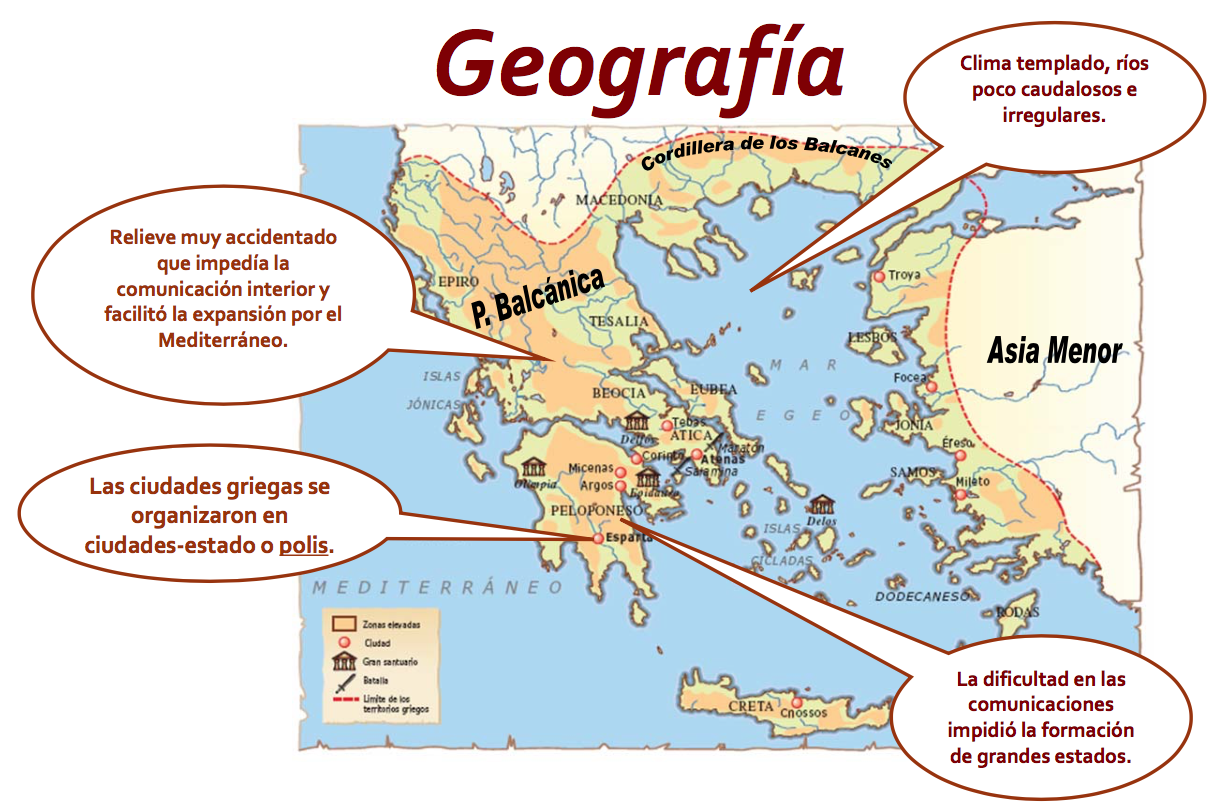 Geografía
Clima templado, ríos
poco caudalosos e
irregulares.
Cordillera de los Balcanes
MACEDONIA
Relieve muy accidentado
que impedía la
comunicación interior y
facilitó la expansión por el
Mediterráneo.
EPIRO
P. Balcánica
TESALIA
Troya
LESBOS
Asia Menor
MAR
EGEO
Focea
ISLAS
JÓNICAS
BEOCIA
EUBEA
Delfos
Tebas
ÁTICA
Maratón
JONIA
Éfeso
Corinto
Atenas
Salamina
Micenas
Olimpia
Argos
Epidauro
SAMOS
Mileto
Las ciudades griegas se
organizaron en
ciudades-estado o polis.
PELOPONESO
Delos
ISLAS
CÍCLADAS
Esparta
MEDITERRÁNEO
DODECANESO
RODAS
Zonas elevadas
Ciudad
Gran santuario
Batalla
Límite de los
territorios griegos
CRETA
Cnossos
La dificultad en las
comunicaciones
impidió la formación
de grandes estados.